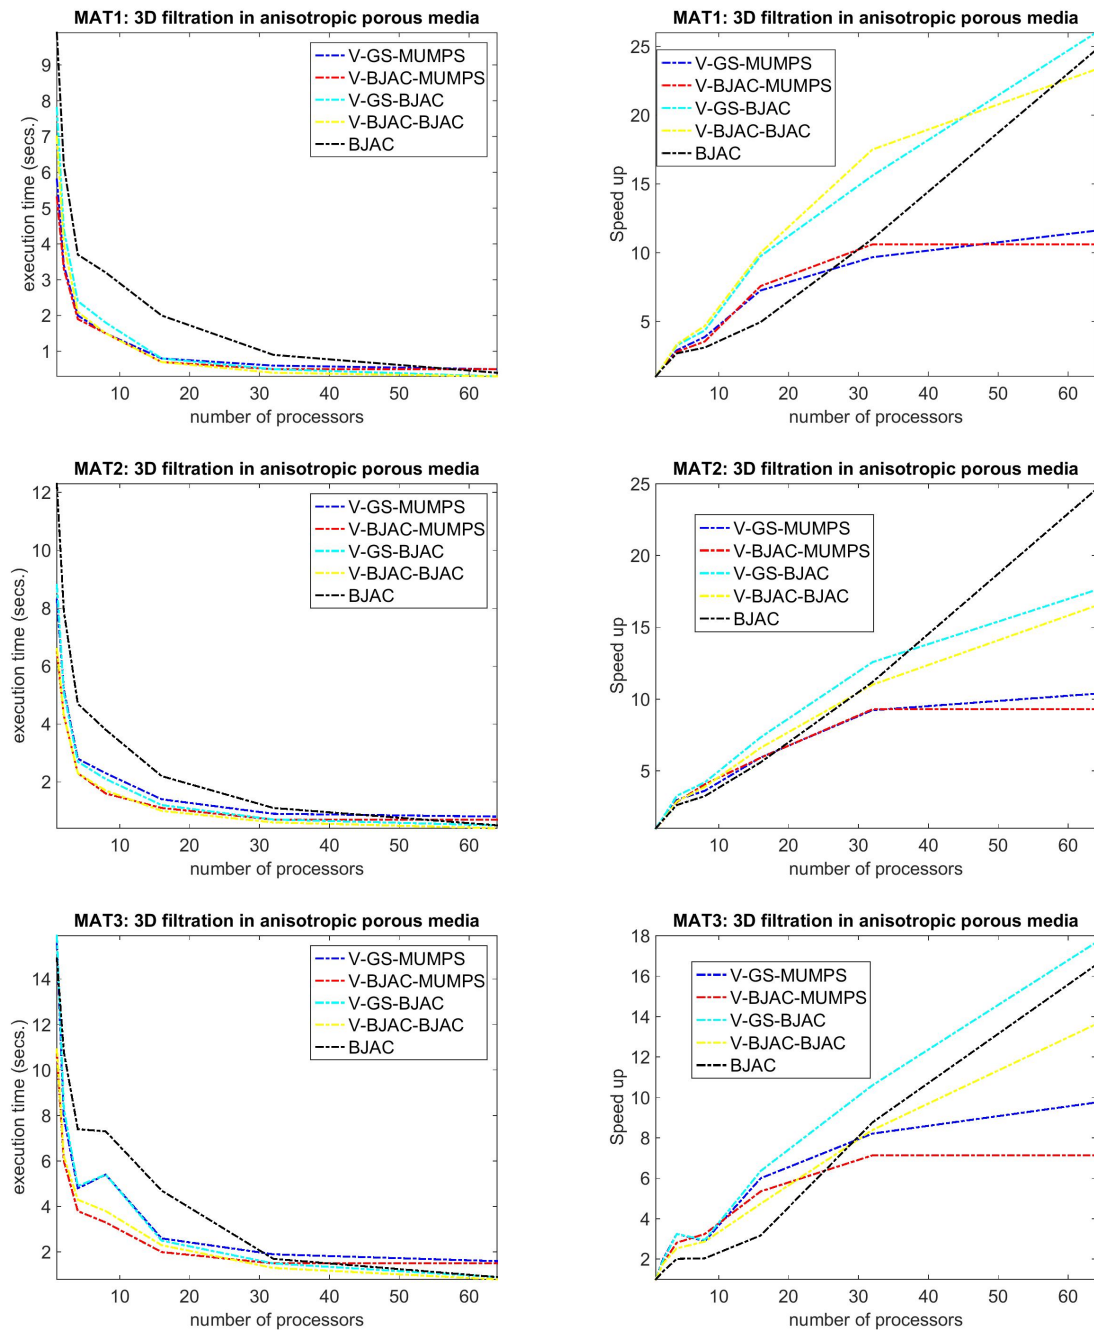 MAT1: 3D filtration in anisotropic porous media
execution time (secs.)
9
8
7
6
5
4
3
2
1
V-GS-MUMPS
V-BJAC-MUMPS
V-GS-BJAC
V-BJAC-BJAC
BJAC
10 20 30 40 50 60
number of processors
MAT1: 3D filtration in anisotropic porous media
Speed up
25
20
15
10
5
V-GS-MUMPS
V-BJAC-MUMPS
V-GS-BJAC
V-BJAC-BJAC
BJAC
10 20 30 40 50 60
number of processors
MAT2: 3D filtration in anisotropic porous media
execution time (secs.)
12
10
8
6
4
2
V-GS-MUMPS
V-BJAC-MUMPS
V-GS-BJAC
V-BJAC-BJAC
BJAC
10 20 30 40 50 60
number of processors
MAT2: 3D filtration in anisotropic porous media
Speed up
25
20
15
10
5
V-GS-MUMPS
V-BJAC-MUMPS
V-GS-BJAC
V-BJAC-BJAC
BJAC
10 20 30 40 50 60
number of processors
MAT3: 3D filtration in anisotropic porous media
execution time (secs.)
14
12
10
8
6
4
2
V-GS-MUMPS
V-BJAC-MUMPS
V-GS-BJAC
V-BJAC-BJAC
BJAC
10 20 30 40 50 60
number of processors
MAT3: 3D filtration in anisotropic porous media
Speed up
18
16
14
12
10
8
6
4
2
V-GS-MUMPS
V-BJAC-MUMPS
V-GS-BJAC
V-BJAC-BJAC
BJAC
10 20 30 40 50 60
number of processors